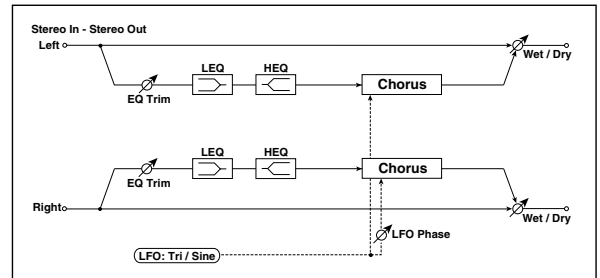 Stereo In - Stereo Out
Left
Wet / Dry
LEQ
HEQ
Chorus
EQ Trim
LEQ
HEQ
Chorus
EQ Trim
Right
Wet / Dry
LFO Phase
LFO: Tri / Sine